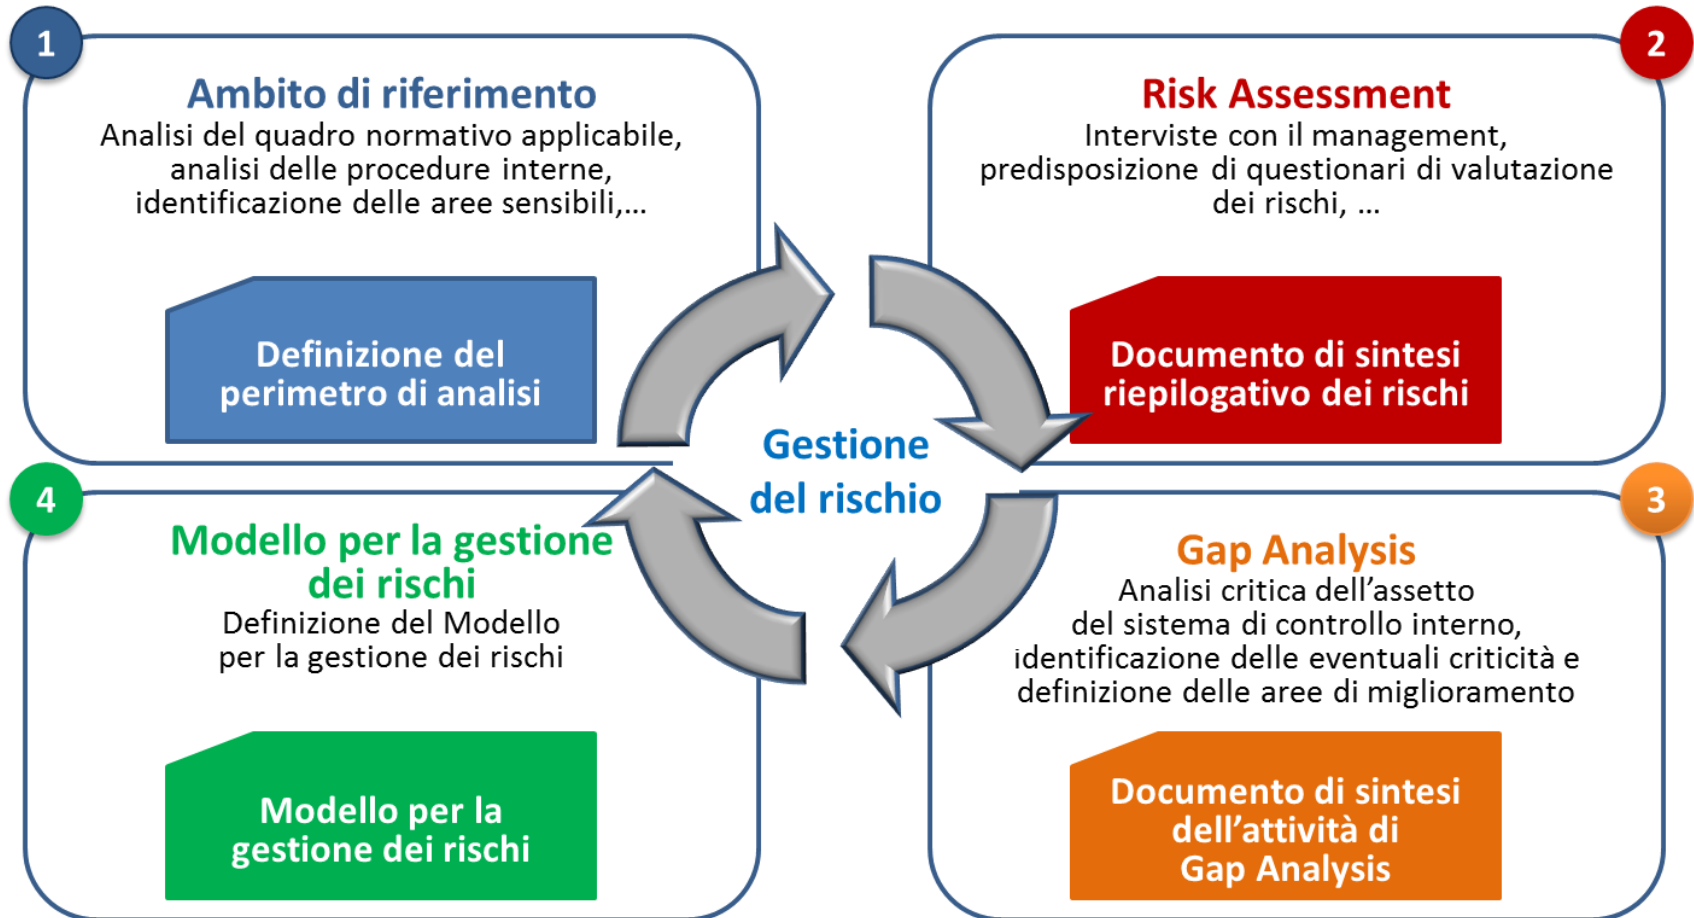 1
Ambito di riferimento
Analisi del quadro normativo applicabile,
analisi delle procedure interne,
identificazione delle aree sensibili,...
Definizione del
perimetro di analisi
2
Risk Assessment
Interviste con il management,
predisposizione di questionari di valutazione
dei rischi, ...
Documento di sintesi
riepilogativo dei rischi
Gestione
del rischio
3
Gap Analysis
Analisi critica dell’assetto
del sistema di controllo interno,
identificazione delle eventuali criticità e
definizione delle aree di miglioramento
Documento di sintesi
dell’attività di
Gap Analysis
4
Modello per la gestione
dei rischi
Definizione del Modello
per la gestione dei rischi
Modello per la
gestione dei rischi